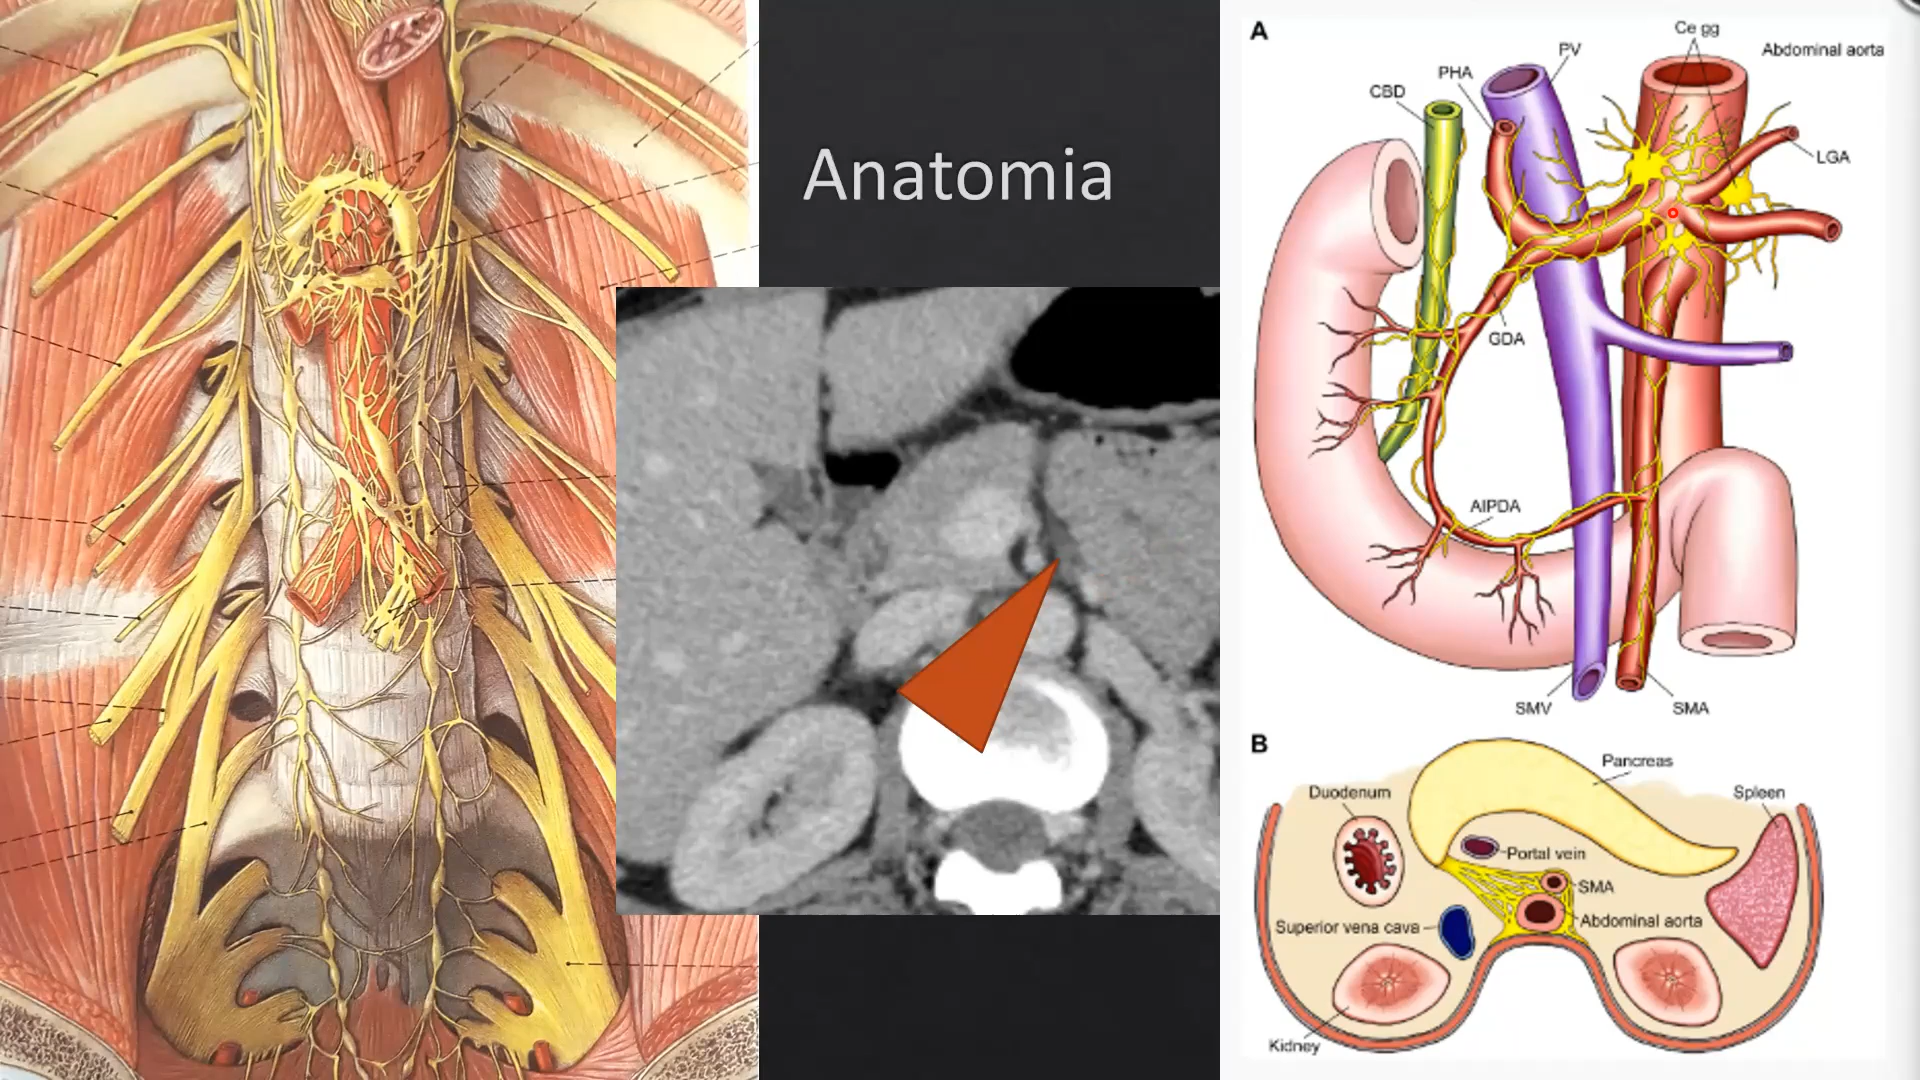 Anatomia
A
Ce gg
PV
Abdominal aorta
PHA
CBD
LGA
GDA
AIPDA
SMV
SMA
B
Pancreas
Duodenum
Spleen
Portal vein
SMA
Abdominal aorta
Superior vena cava
Kidney